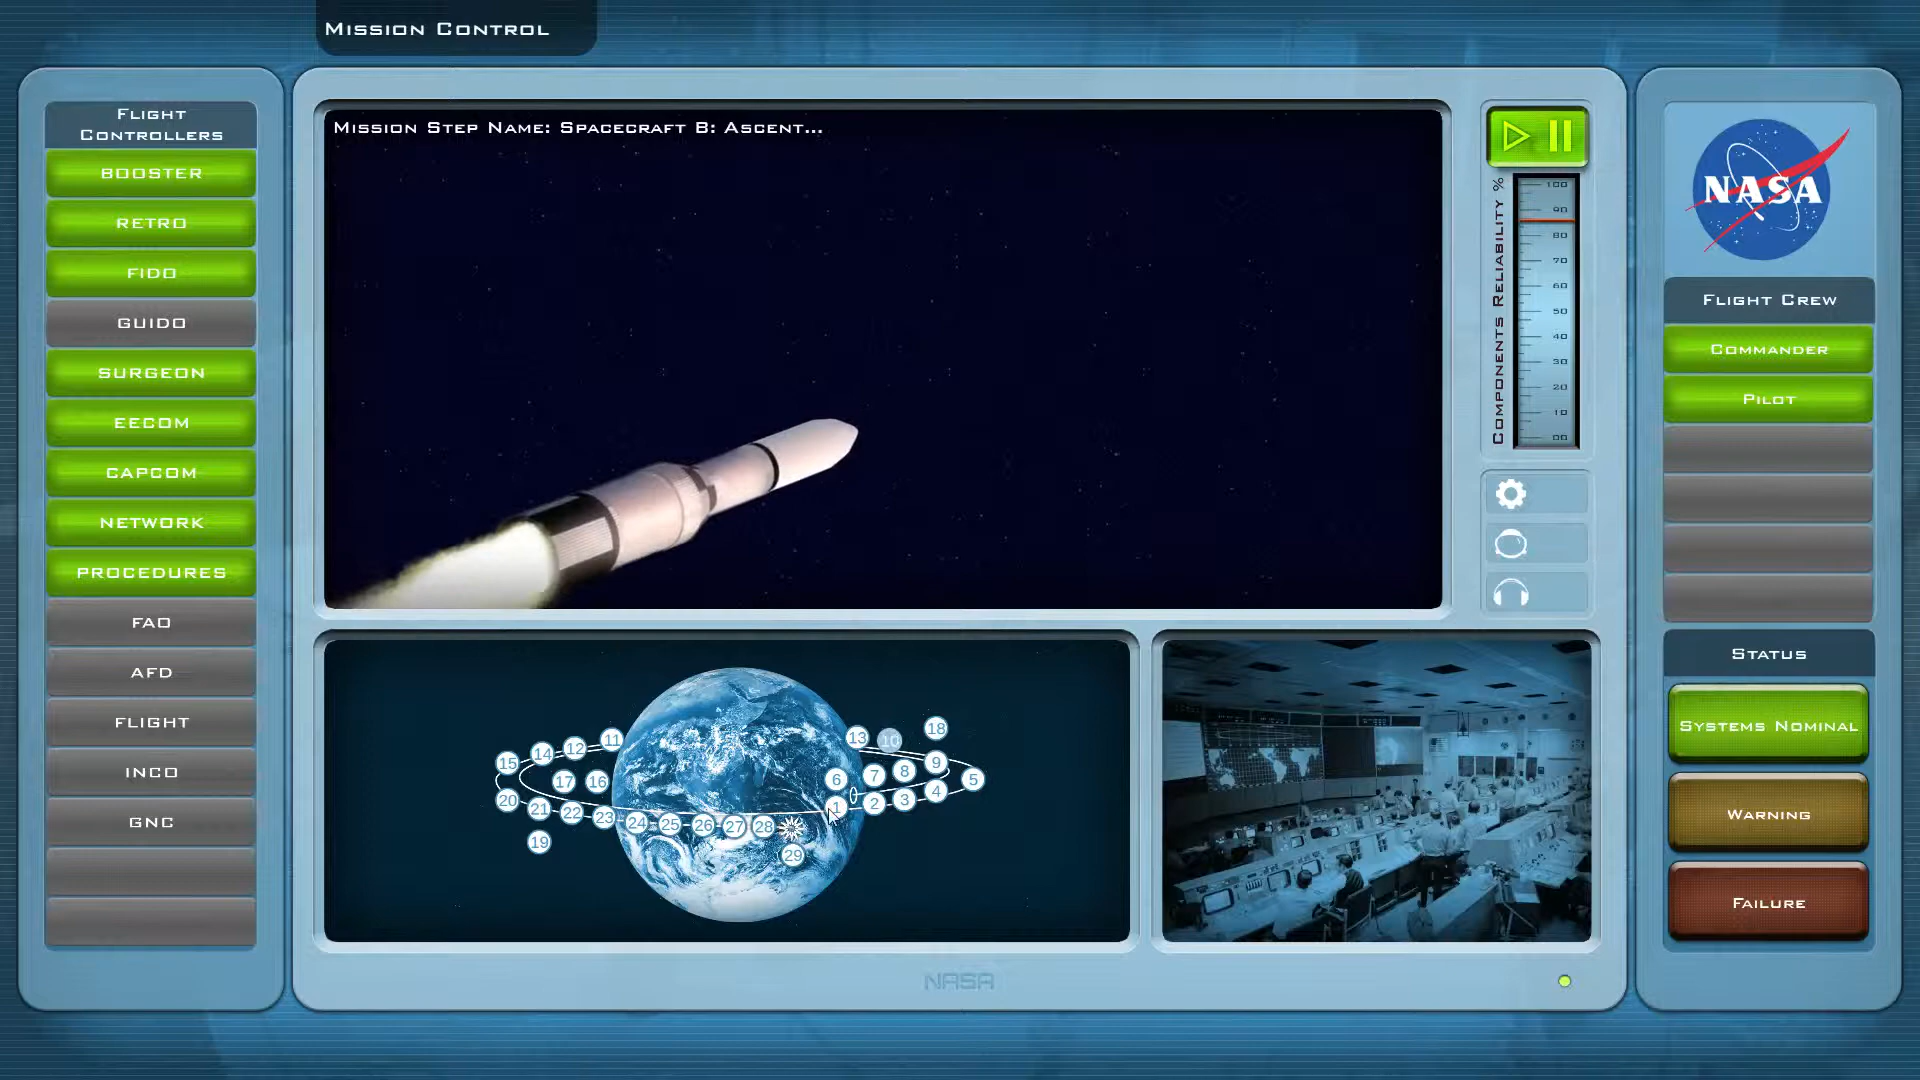 Mission Control
Flight
Controllers
BOOSTER
RETRO
FIDO
GUIDO
SURGEON
EECOM
CAPCOM
NETWORK
PROCEDURES
FAO
AFD
FLIGHT
INCO
GNC
Mission Step Name: Spacecraft B: Ascent...
Components Reliability %
100
90
80
70
60
50
40
30
20
10
00
NASA
Flight Crew
Commander
Pilot
Status
Systems Nominal
Warning
Failure
13
10
18
11
12
14
15
17
16
6
7
8
9
5
20
21
22
23
24
25
26
27
28
1
2
3
4
19
29
NASA